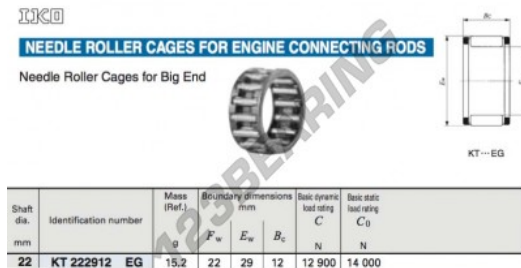 IKO
NEEDLE ROLLER CAGES FOR ENGINE CONNECTING RODS
Needle Roller Cages for Big End
Bc
Ew
KT···EG
Shaft dia. mm
Identification number
Mass (Ref.) g
Boundary dimensions mm
Fw Ew Bc
Basic dynamic load rating C N
Basic static load rating C0 N
22 KT 222912 EG 15.2 22 29 12 12 900 14 000
123BEARING